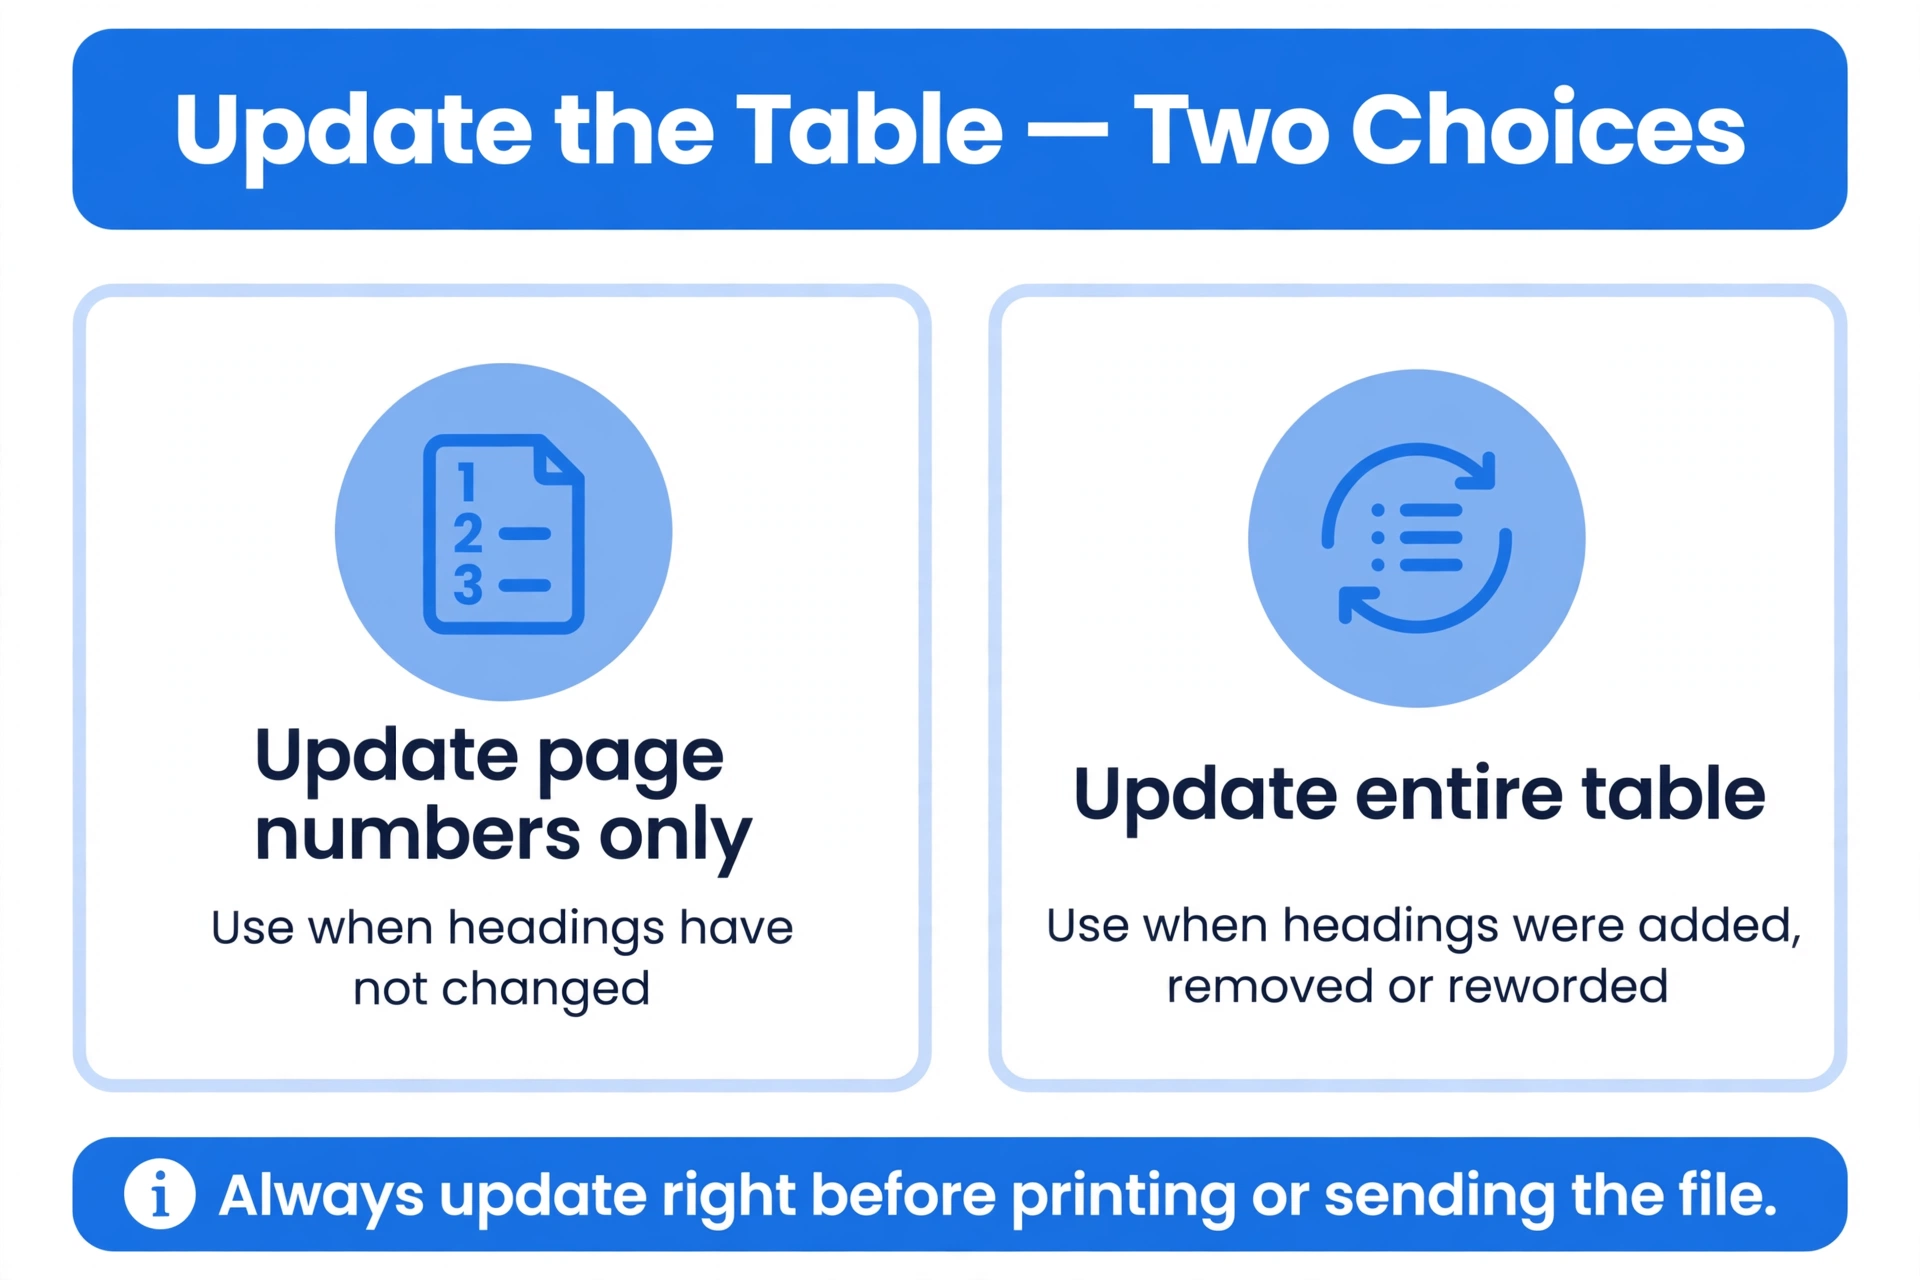 Update the Table — Two Choices
1
2
3
Update page
numbers only
Use when headings have
not changed
Update entire table
Use when headings were added,
removed or reworded
i Always update right before printing or sending the file.